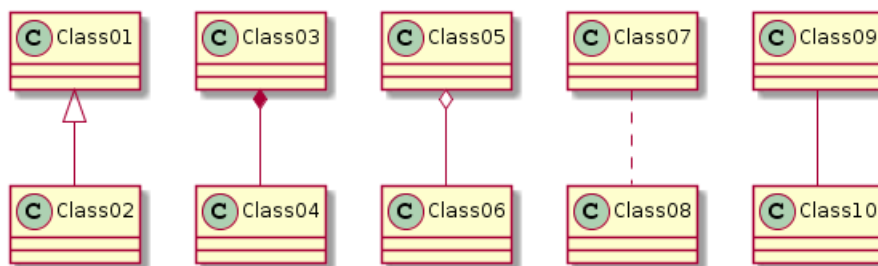 C Class01
C Class03
C Class05
C Class07
C Class09
C Class02
C Class04
C Class06
C Class08
C Class10